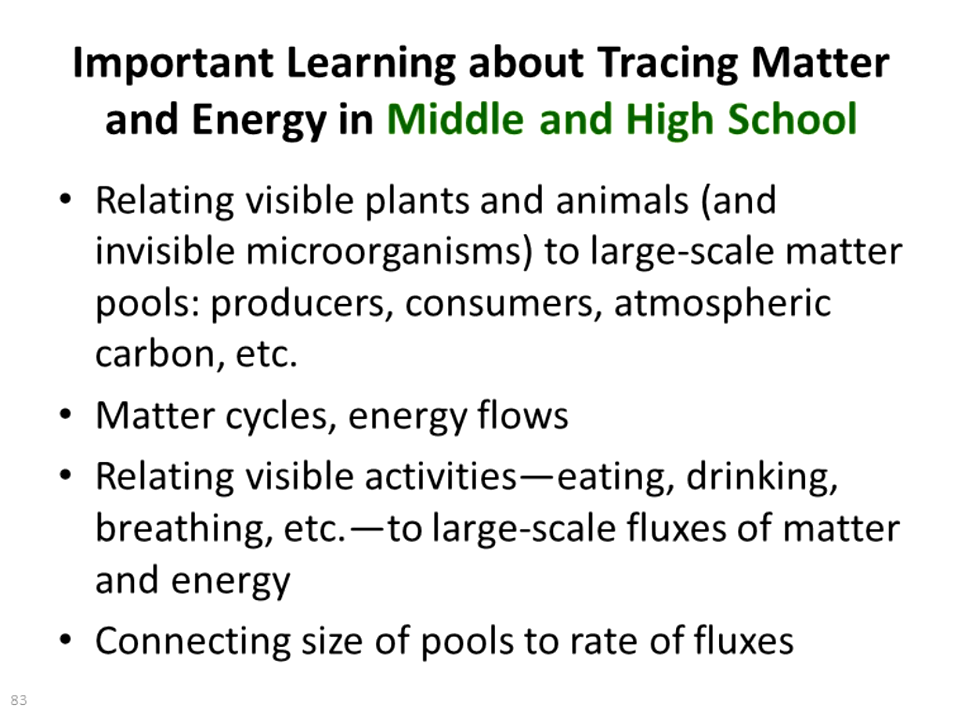 Important Learning about Tracing Matter
and Energy in Middle and High School
• Relating visible plants and animals (and
invisible microorganisms) to large-scale matter
pools: producers, consumers, atmospheric
carbon, etc.
• Matter cycles, energy flows
• Relating visible activities—eating, drinking,
breathing, etc.—to large-scale fluxes of matter
and energy
• Connecting size of pools to rate of fluxes
83